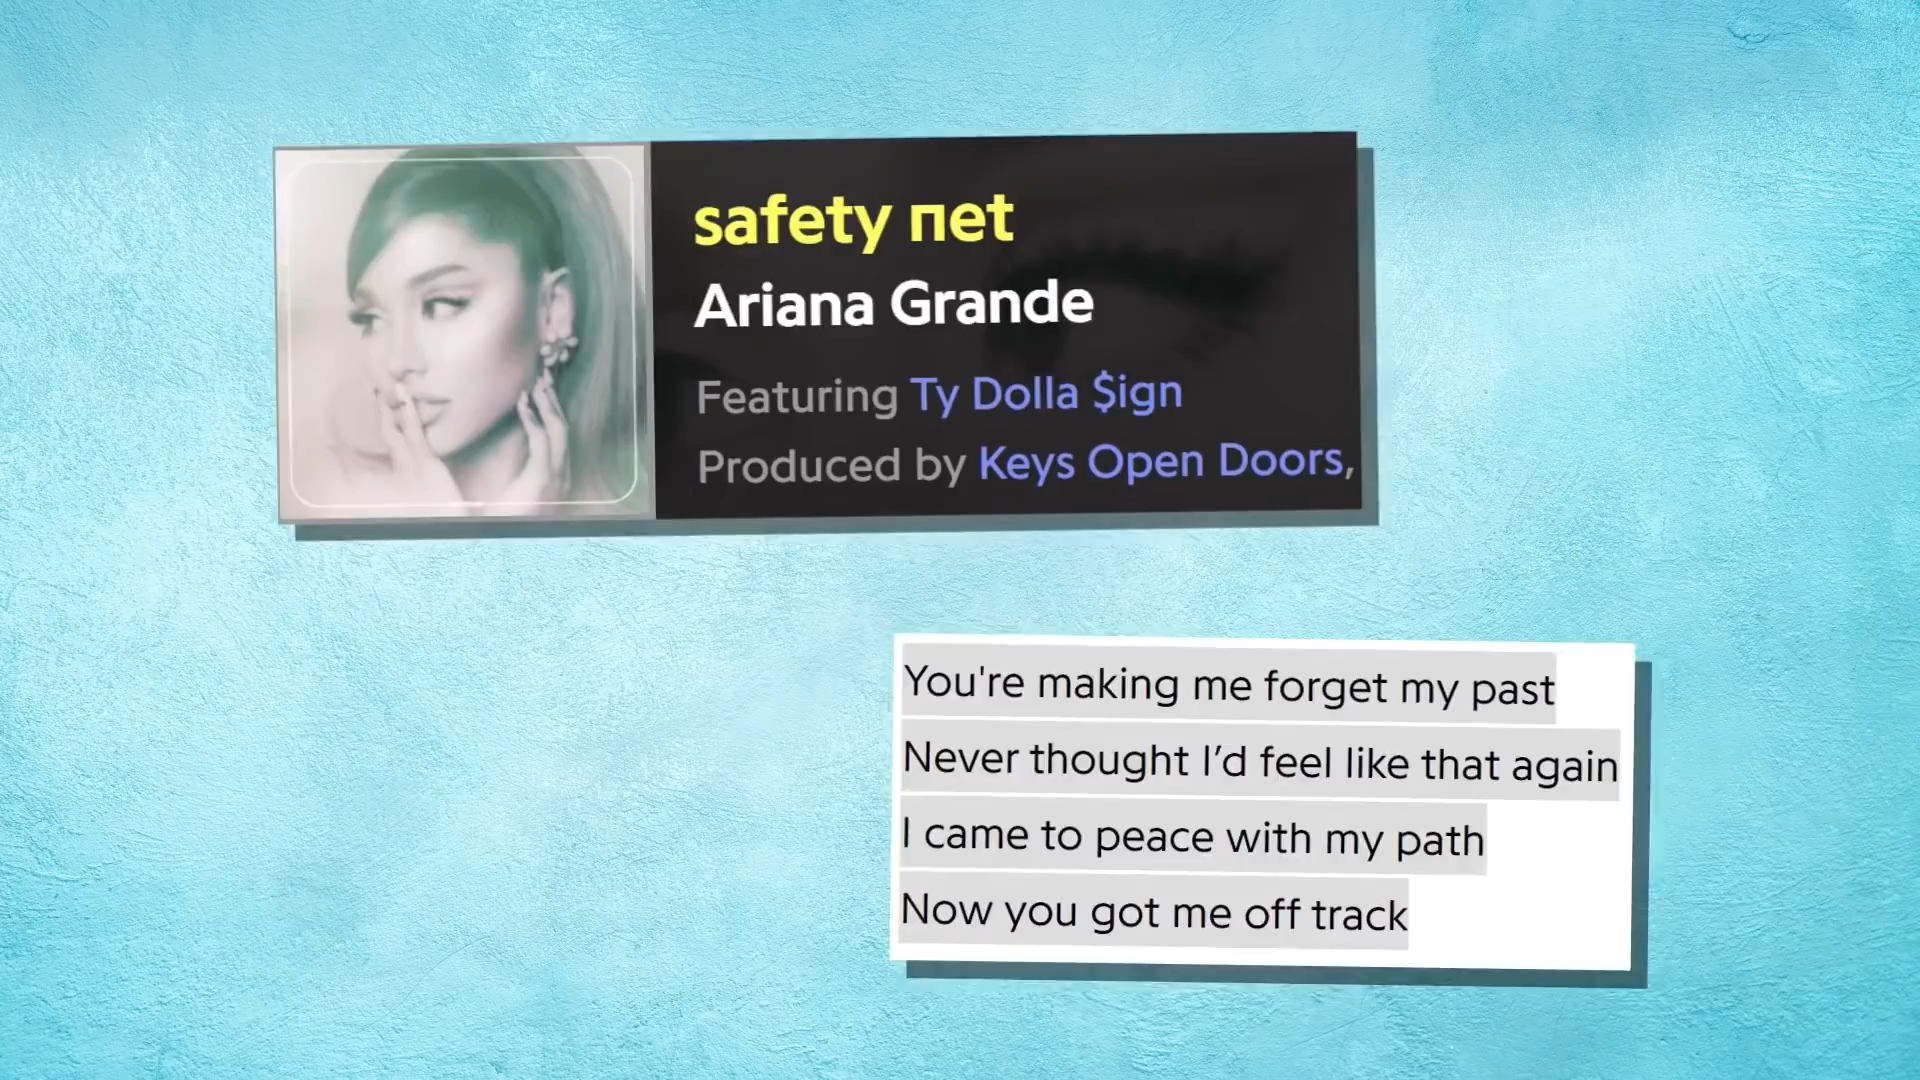 safety net
Ariana Grande
Featuring Ty Dolla $ign
Produced by Keys Open Doors,
You're making me forget my past
Never thought I’d feel like that again
I came to peace with my path
Now you got me off track